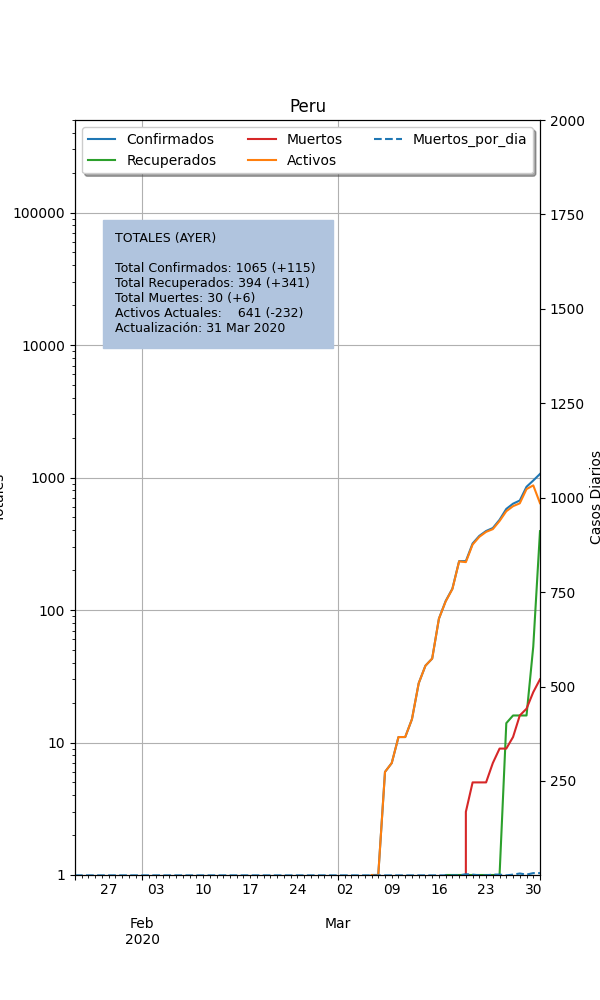 Peru
Confirmados
Recuperados
Muertos
Activos
Muertos_por_dia
2000
1750
1500
1250
1000
750
500
250
100000
10000
1000
100
10
1
TOTALES (AYER)
Total Confirmados: 1065 (+115)
Total Recuperados: 394 (+341)
Total Muertes: 30 (+6)
Activos Actuales: 641 (-232)
Actualización: 31 Mar 2020
Casos Diarios
27 03 10 17 24 02 09 16 23 30
Feb Mar
2020